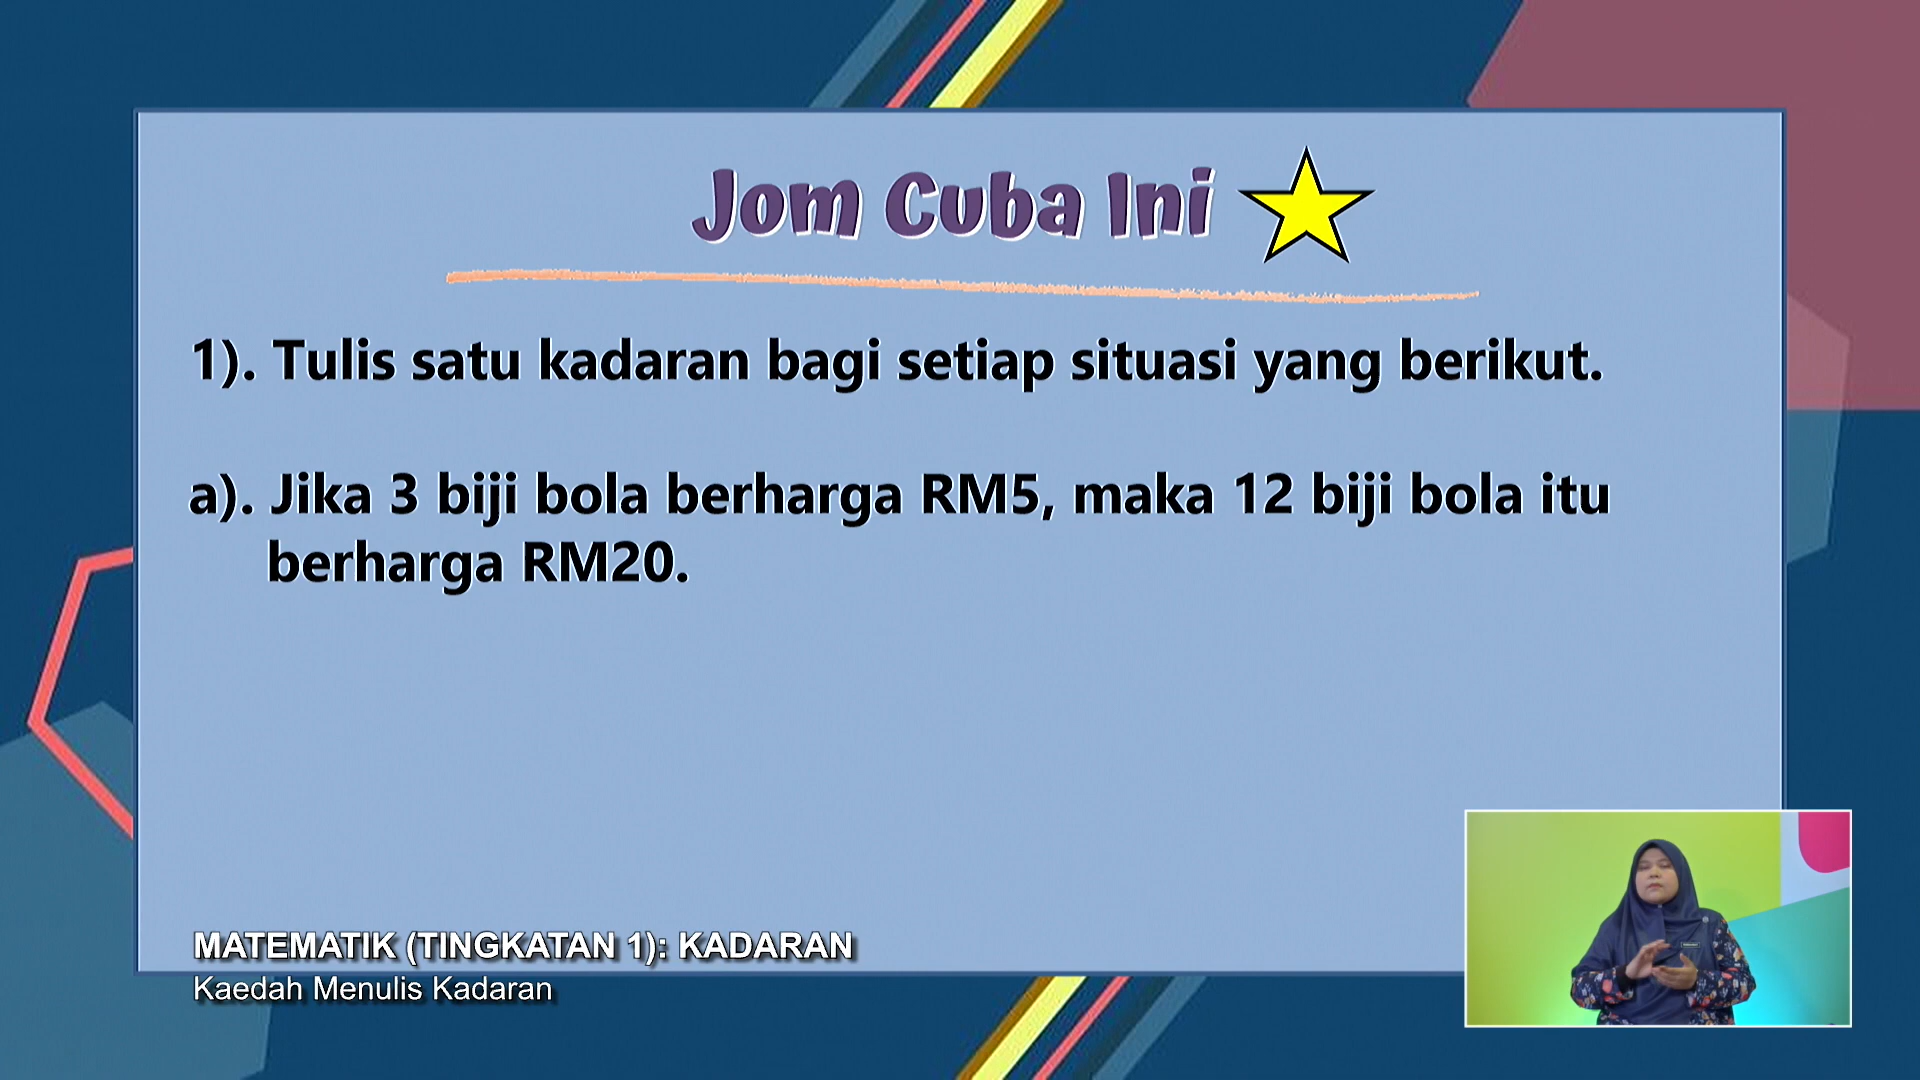 Jom Cuba Ini
1). Tulis satu kadaran bagi setiap situasi yang berikut.
a). Jika 3 biji bola berharga RM5, maka 12 biji bola itu
berharga RM20.
MATEMATIK (TINGKATAN 1): KADARAN
Kaedah Menulis Kadaran